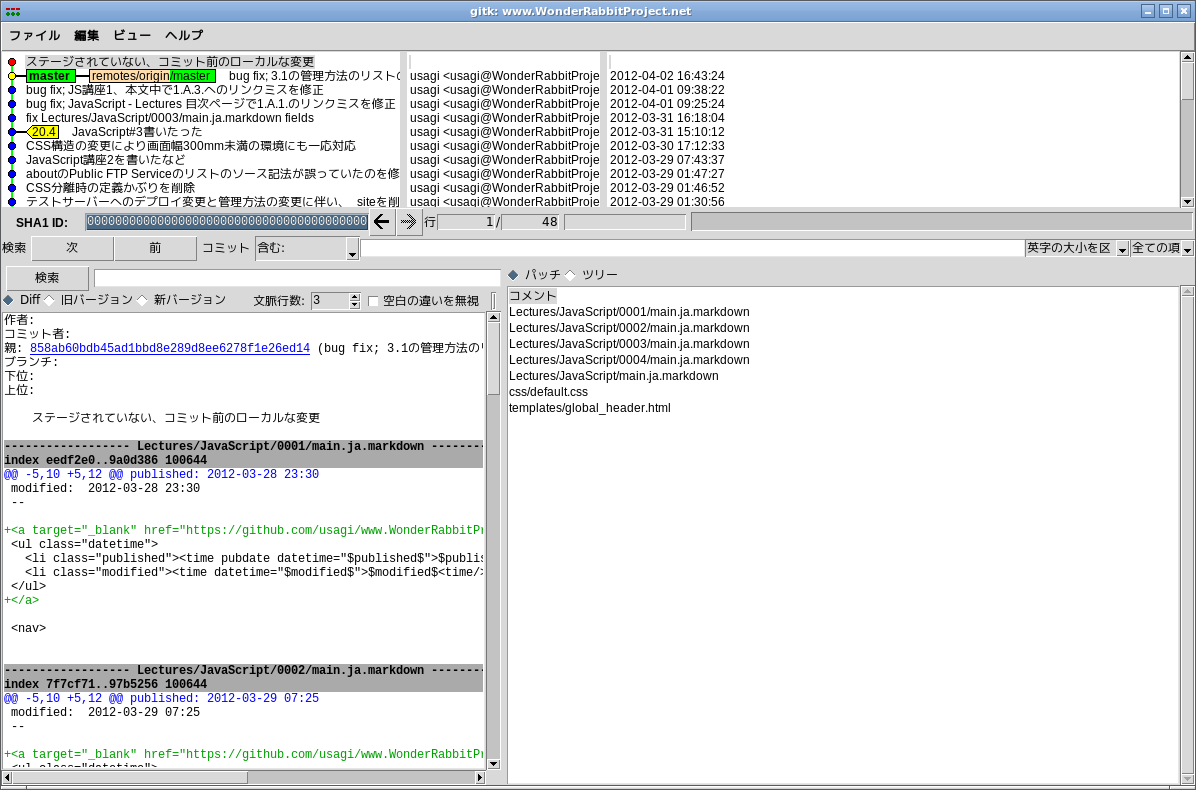 gitk: www.WonderRabbitProject.net
ファイル 編集 ビュー ヘルプ
ステージされていない、コミット前のローカルな変更
master remotes/origin/master bug fix; 3.1の管理方法のリストの usagi <usagi@WonderRabbitProje 2012-04-02 16:43:24
bug fix; JS講座1、本文中で1.A.3.へのリンクミスを修正 usagi <usagi@WonderRabbitProje 2012-04-01 09:38:22
bug fix; JavaScript - Lectures 目次ページで1.A.1.のリンクミスを修正 usagi <usagi@WonderRabbitProje 2012-04-01 09:25:24
fix Lectures/JavaScript/0003/main.ja.markdown fields usagi <usagi@WonderRabbitProje 2012-03-31 16:18:04
20.4 JavaScript#3書いたった usagi <usagi@WonderRabbitProje 2012-03-31 15:10:12
CSS構造の変更により画面幅300mm未満の環境にも一応対応 usagi <usagi@WonderRabbitProje 2012-03-30 17:12:33
JavaScript講座2を書いたなど usagi <usagi@WonderRabbitProje 2012-03-29 07:43:37
aboutのPublic FTP Serviceのリストのソース記法が誤っていたのを修 usagi <usagi@WonderRabbitProje 2012-03-29 01:47:27
CSS分離時の定義かぶりを削除 usagi <usagi@WonderRabbitProje 2012-03-29 01:46:52
テストサーバーへのデプロイ変更と管理方法の変更に伴い、 siteを削 usagi <usagi@WonderRabbitProje 2012-03-29 01:30:56
SHA1 ID: 0000000000000000000000000000000000000000 行 1 / 48
検索 次 前 コミット 含む: 英字の大小を区 全ての項
検索
Diff 旧バージョン 新バージョン 文脈行数: 3 空白の違いを無視
パッチ ツリー
作者:
コミット者:
親: 858ab60bdb45ad1bbd8e289d8ee6278f1e26ed14 (bug fix; 3.1の管理方法の
ブランチ:
下位:
上位:
ステージされていない、コミット前のローカルな変更
------------------ Lectures/JavaScript/0001/main.ja.markdown -------
index eedf2e0..9a0d386 100644
@@ -5,10 +5,12 @@ published: 2012-03-28 23:30
modified:  2012-03-28 23:30
--
+<a target="_blank" href="https://github.com/usagi/www.WonderRabbitPr
<ul class="datetime">
<li class="published"><time pubdate datetime="$published$">$publis
<li class="modified"><time datetime="$modified$">$modified$<time/>
</ul>
+</a>
<nav>
------------------ Lectures/JavaScript/0002/main.ja.markdown -------
index 7f7cf71..97b5256 100644
@@ -5,10 +5,12 @@ published: 2012-03-29 07:25
modified:  2012-03-29 07:25
--
+<a target="_blank" href="https://github.com/usagi/www.WonderRabbitPr
<ul class="datetime">
コメント
Lectures/JavaScript/0001/main.ja.markdown
Lectures/JavaScript/0002/main.ja.markdown
Lectures/JavaScript/0003/main.ja.markdown
Lectures/JavaScript/0004/main.ja.markdown
Lectures/JavaScript/main.ja.markdown
css/default.css
templates/global_header.html